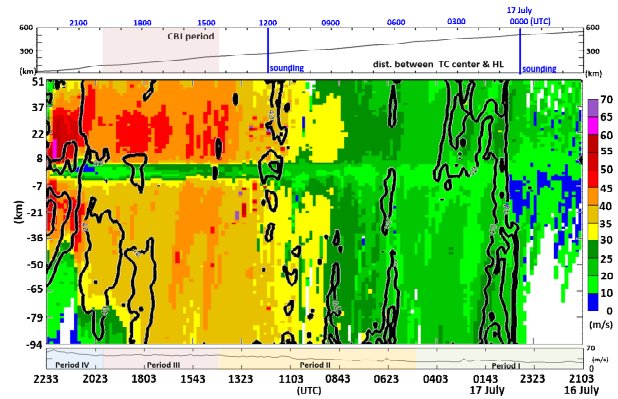 17 July
2100 1800 1500 1200 0900 0600 0300 0000 (UTC)
600 600
CBJ period
300 300
dist. between TC center & HL
(km) (km)
sounding sounding
51
37
22
8
-7
-21
-36
-50
-65
-79
-94
(km)
70
65
60
55
50
45
40
35
30
25
20
15
10
0
(m/s)
70
(m/s)
0
Period IV Period III Period II Period I
2233 2023 1803 1543 1323 1103 0843 0623 0403 0143 2325 2103
(UTC) 17 July 16 July